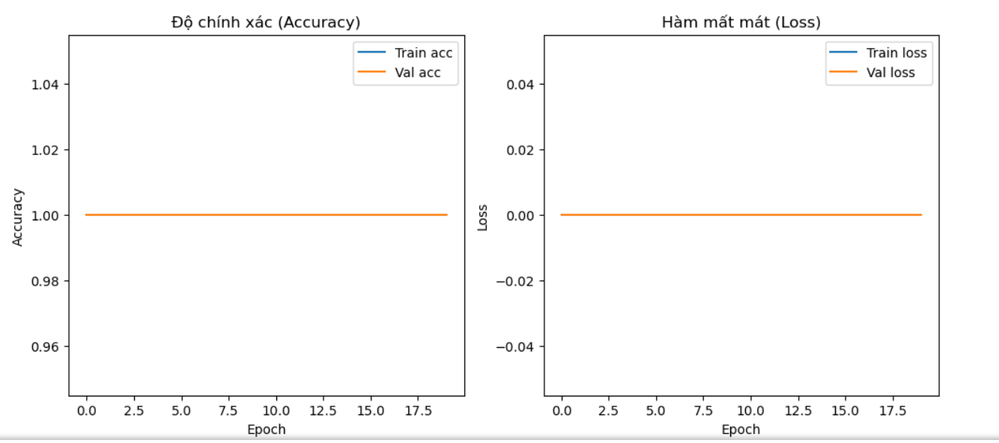 Độ chính xác (Accuracy)
Train acc
Val acc
1.04
1.02
1.00
0.98
0.96
Accuracy
0.0 2.5 5.0 7.5 10.0 12.5 15.0 17.5
Epoch
Hàm mất mát (Loss)
Train loss
Val loss
0.04
0.02
0.00
−0.02
−0.04
Loss
0.0 2.5 5.0 7.5 10.0 12.5 15.0 17.5
Epoch